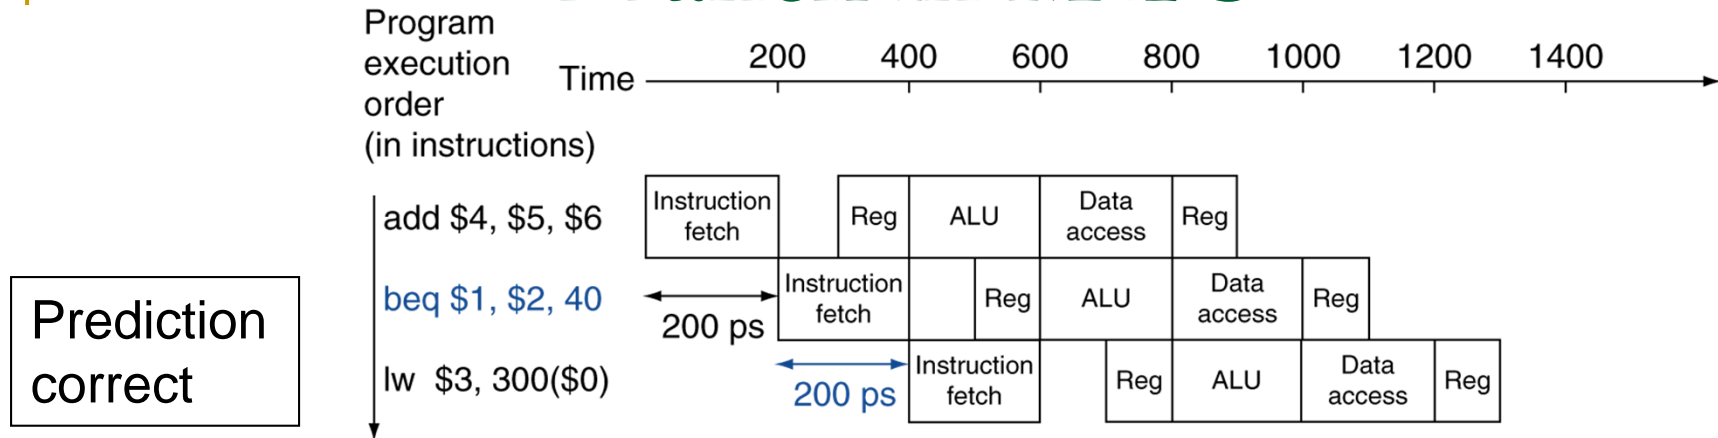 Program
execution
order
(in instructions)
Time
200 400 600 800 1000 1200 1400
add $4, $5, $6
Instruction
fetch
Reg
ALU
Data
access
Reg
beq $1, $2, 40
200 ps
Instruction
fetch
Reg
ALU
Data
access
Reg
lw $3, 300($0)
200 ps
Instruction
fetch
Reg
ALU
Data
access
Reg
Prediction
correct